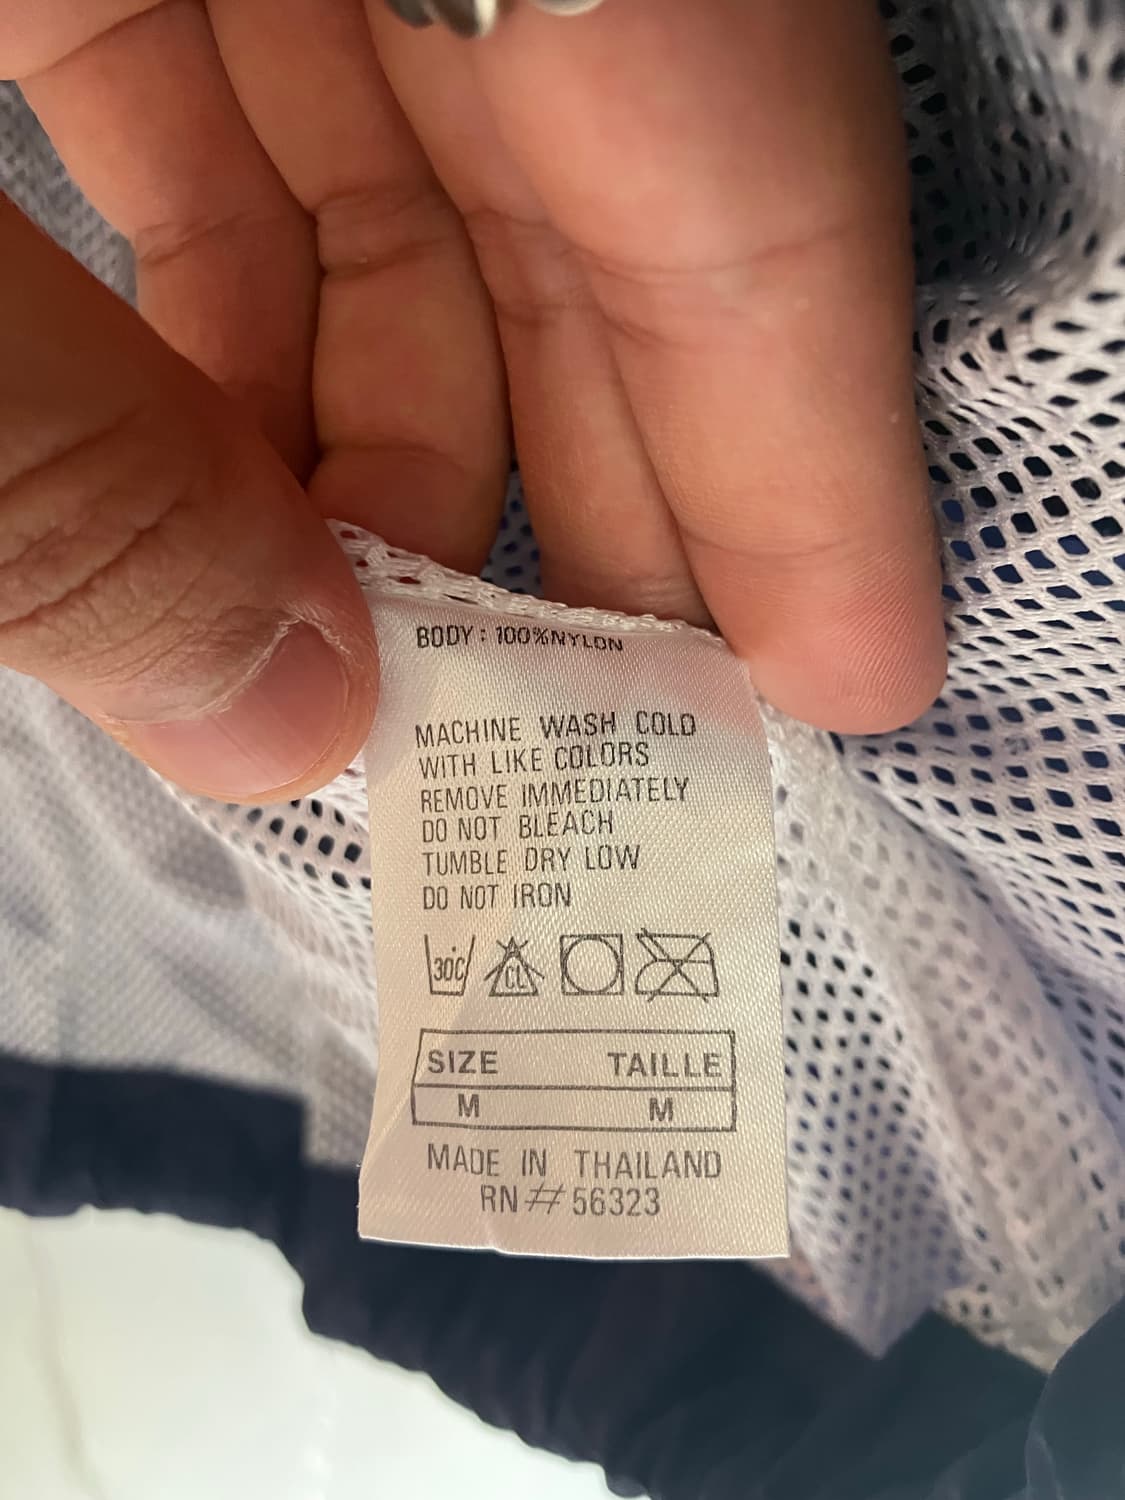 BODY : 100%NYLON
MACHINE WASH COLD
WITH LIKE COLORS
REMOVE IMMEDIATELY
DO NOT BLEACH
TUMBLE DRY LOW
DO NOT IRON
30C CL
SIZE TAILLE
M M
MADE IN THAILAND
RN#56323